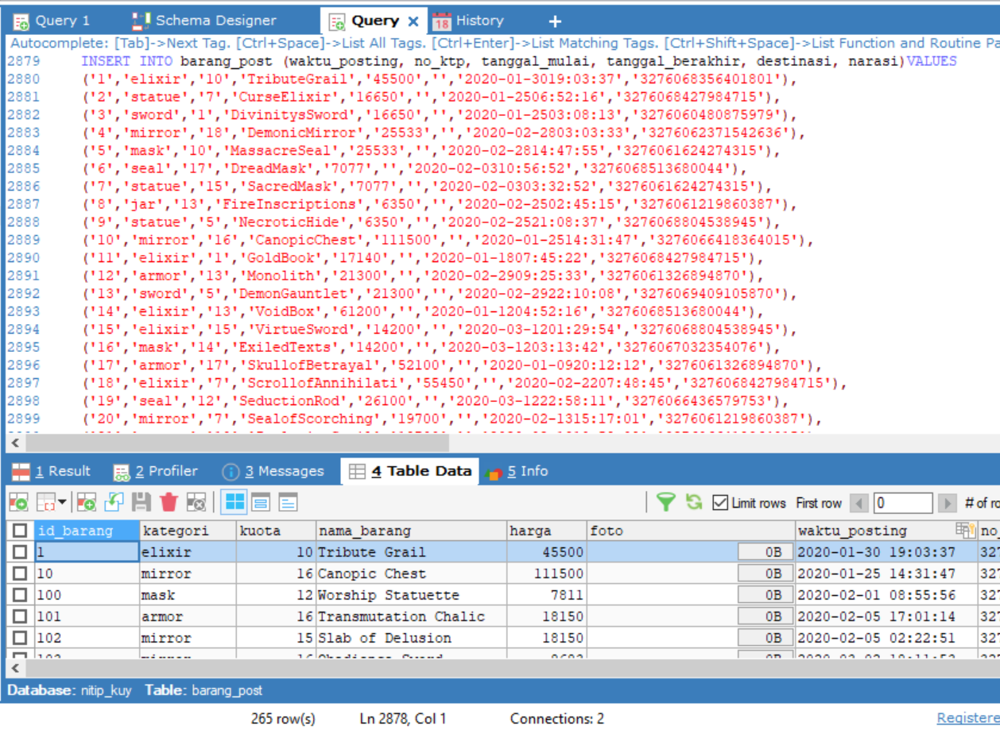 Query 1 Schema Designer Query × 18 History +
Autocomplete: [Tab]->Next Tag. [Ctrl+Space]->List All Tags. [Ctrl+Enter]->List Matching Tags. [Ctrl+Shift+Space]->List Function and Routine Pa
2879 INSERT INTO barang_post (waktu_posting, no_ktp, tanggal_mulai, tanggal_berakhir, destinasi, narasi)VALUES
2880 ('1','elixir','10','TributeGrail','45500','','2020-01-3019:03:37','3276068356401801'),
2881 ('2','statue','7','CurseElixir','16650','','2020-01-2506:52:16','3276068427984715'),
2882 ('3','sword','1','DivinitysSword','16650','','2020-01-2503:08:13','3276060480875979'),
2883 ('4','mirror','18','DemonicMirror','25533','','2020-02-2803:03:33','3276062371542636'),
2884 ('5','mask','10','MassacreSeal','25533','','2020-02-2814:47:55','3276061624274315'),
2885 ('6','seal','17','DreadMask','7077','','2020-02-0310:56:52','3276068513680044'),
2886 ('7','statue','15','SacredMask','7077','','2020-02-0303:32:52','3276061624274315'),
2887 ('8','jar','13','FireInscriptions','6350','','2020-02-2502:45:15','3276061219860387'),
2888 ('9','statue','5','NecroticHide','6350','','2020-02-2521:08:37','3276068804538945'),
2889 ('10','mirror','16','CanopicChest','111500','','2020-01-2514:31:47','3276066418364015'),
2890 ('11','elixir','1','GoldBook','17140','','2020-01-1807:45:22','3276068427984715'),
2891 ('12','armor','13','Monolith','21300','','2020-02-2909:25:33','3276061326894870'),
2892 ('13','sword','5','DemonGauntlet','21300','','2020-02-2922:10:08','3276069409105870'),
2893 ('14','elixir','13','VoidBox','61200','','2020-01-1204:52:16','3276068513680044'),
2894 ('15','elixir','15','VirtueSword','14200','','2020-03-1201:29:54','3276068804538945'),
2895 ('16','mask','14','ExiledTexts','14200','','2020-03-1203:13:42','3276067032354076'),
2896 ('17','armor','17','SkullofBetrayal','52100','','2020-01-0920:12:12','3276061326894870'),
2897 ('18','elixir','7','ScrollofAnnihilati','55450','','2020-02-2207:48:45','3276068427984715'),
2898 ('19','seal','12','SeductionRod','26100','','2020-03-1222:58:11','3276066436579753'),
2899 ('20','mirror','7','SealofScorching','19700','','2020-02-1315:17:01','3276061219860387'),
1 Result 2 Profiler 3 Messages 4 Table Data 5 Info
Limit rows First row 0 # of ro
id_barang kategori kuota nama_barang harga foto waktu_posting no_
1 elixir 10 Tribute Grail 45500 0B 2020-01-30 19:03:37 327
10 mirror 16 Canopic Chest 111500 0B 2020-01-25 14:31:47 327
100 mask 12 Worship Statuette 7811 0B 2020-02-01 08:55:56 327
101 armor 16 Transmutation Chalic 18150 0B 2020-02-05 17:01:14 327
102 mirror 15 Slab of Delusion 18150 0B 2020-02-05 02:22:51 327
Database: nitip_kuy Table: barang_post
265 row(s) Ln 2878, Col 1 Connections: 2 Registere